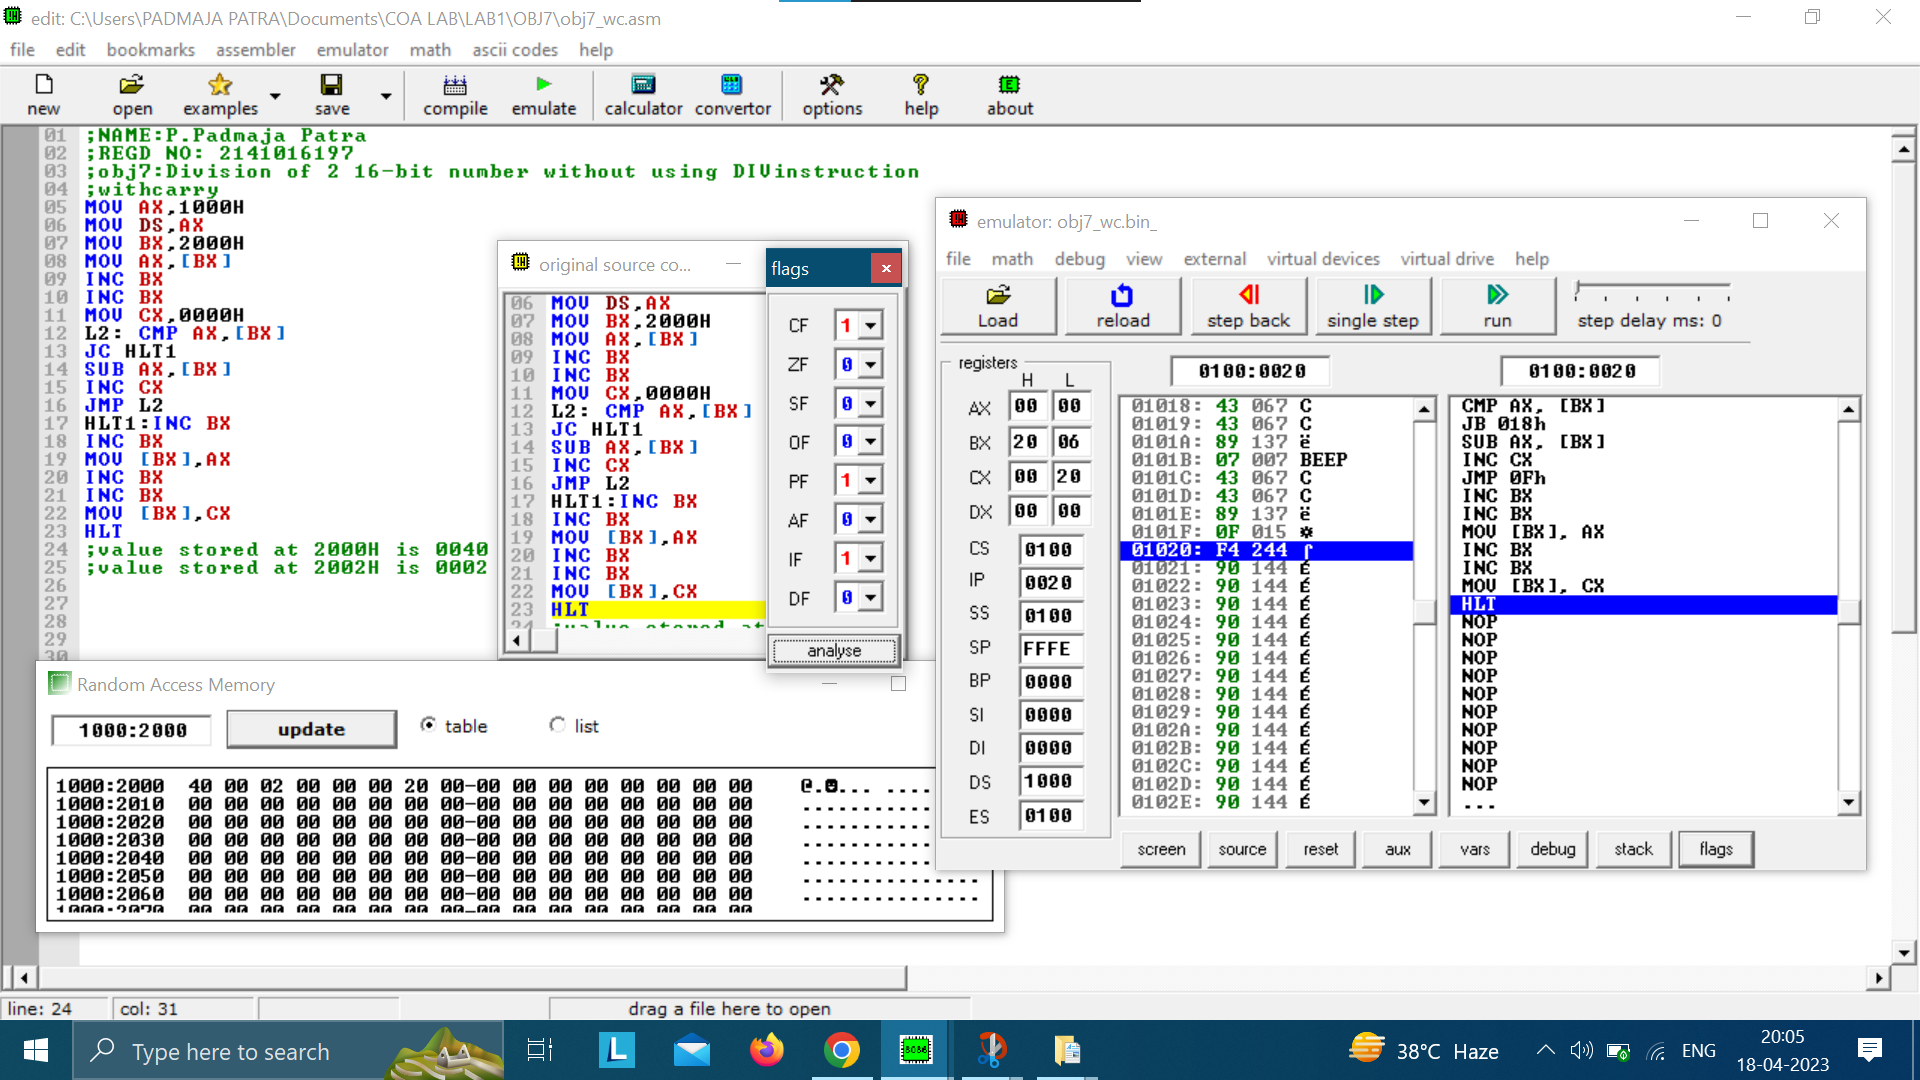 edit: C:\Users\PADMAJA PATRA\Documents\COA LAB\LAB1\OBJ7\obj7_wc.asm
file edit bookmarks assembler emulator math ascii codes help
new open examples save compile emulate calculator convertor options help about
01 ;NAME:P.Padmaja Patra
02 ;REGD NO: 2141016197
03 ;obj7:Division of 2 16-bit number without using DIVinstruction
04 ;withcarry
05 MOV AX,1000H
06 MOV DS,AX
07 MOV BX,2000H
08 MOV AX,[BX]
09 INC BX
10 INC BX
11 MOV CX,0000H
12 L2: CMP AX,[BX]
13 JC HLT1
14 SUB AX,[BX]
15 INC CX
16 JMP L2
17 HLT1:INC BX
18 INC BX
19 MOV [BX],AX
20 INC BX
21 INC BX
22 MOV [BX],CX
23 HLT
24 ;value stored at 2000H is 0040
25 ;value stored at 2002H is 0002
26
27
28
29
30
original source co...
06 MOV DS,AX
07 MOV BX,2000H
08 MOV AX,[BX]
09 INC BX
10 INC BX
11 MOV CX,0000H
12 L2: CMP AX,[BX]
13 JC HLT1
14 SUB AX,[BX]
15 INC CX
16 JMP L2
17 HLT1:INC BX
18 INC BX
19 MOV [BX],AX
20 INC BX
21 INC BX
22 MOV [BX],CX
23 HLT
24 ;value stored at
flags
CF 1
ZF 0
SF 0
OF 0
PF 1
AF 0
IF 1
DF 0
analyse
emulator: obj7_wc.bin_
file math debug view external virtual devices virtual drive help
Load reload step back single step run step delay ms: 0
registers
H L
AX 00 00
BX 20 06
CX 00 20
DX 00 00
CS 0100
IP 0020
SS 0100
SP FFFE
BP 0000
SI 0000
DI 0000
DS 1000
ES 0100
0100:0020
01018: 43 067 C
01019: 43 067 C
0101A: 89 137 ë
0101B: 07 007 BEEP
0101C: 43 067 C
0101D: 43 067 C
0101E: 89 137 ë
0101F: 0F 015 ☼
01020: F4 244 ⌠
01021: 90 144 É
01022: 90 144 É
01023: 90 144 É
01024: 90 144 É
01025: 90 144 É
01026: 90 144 É
01027: 90 144 É
01028: 90 144 É
01029: 90 144 É
0102A: 90 144 É
0102B: 90 144 É
0102C: 90 144 É
0102D: 90 144 É
0102E: 90 144 É
0100:0020
CMP AX, [BX]
JB 018h
SUB AX, [BX]
INC CX
JMP 0Fh
INC BX
INC BX
MOV [BX], AX
INC BX
INC BX
MOV [BX], CX
HLT
NOP
NOP
NOP
NOP
NOP
NOP
NOP
NOP
NOP
NOP
...
screen source reset aux vars debug stack flags
Random Access Memory
1000:2000 update table list
1000:2000 40 00 02 00 00 00 20 00-00 00 00 00 00 00 00 00 @.☻... ....
1000:2010 00 00 00 00 00 00 00 00-00 00 00 00 00 00 00 00 ...........
1000:2020 00 00 00 00 00 00 00 00-00 00 00 00 00 00 00 00 ...........
1000:2030 00 00 00 00 00 00 00 00-00 00 00 00 00 00 00 00 ...........
1000:2040 00 00 00 00 00 00 00 00-00 00 00 00 00 00 00 00 ...........
1000:2050 00 00 00 00 00 00 00 00-00 00 00 00 00 00 00 00 ...............
1000:2060 00 00 00 00 00 00 00 00-00 00 00 00 00 00 00 00 ...............
1000:2070 00 00 00 00 00 00 00 00-00 00 00 00 00 00 00 00
line: 24 col: 31 drag a file here to open
Type here to search L 8086 38°C Haze ENG 20:05
18-04-2023